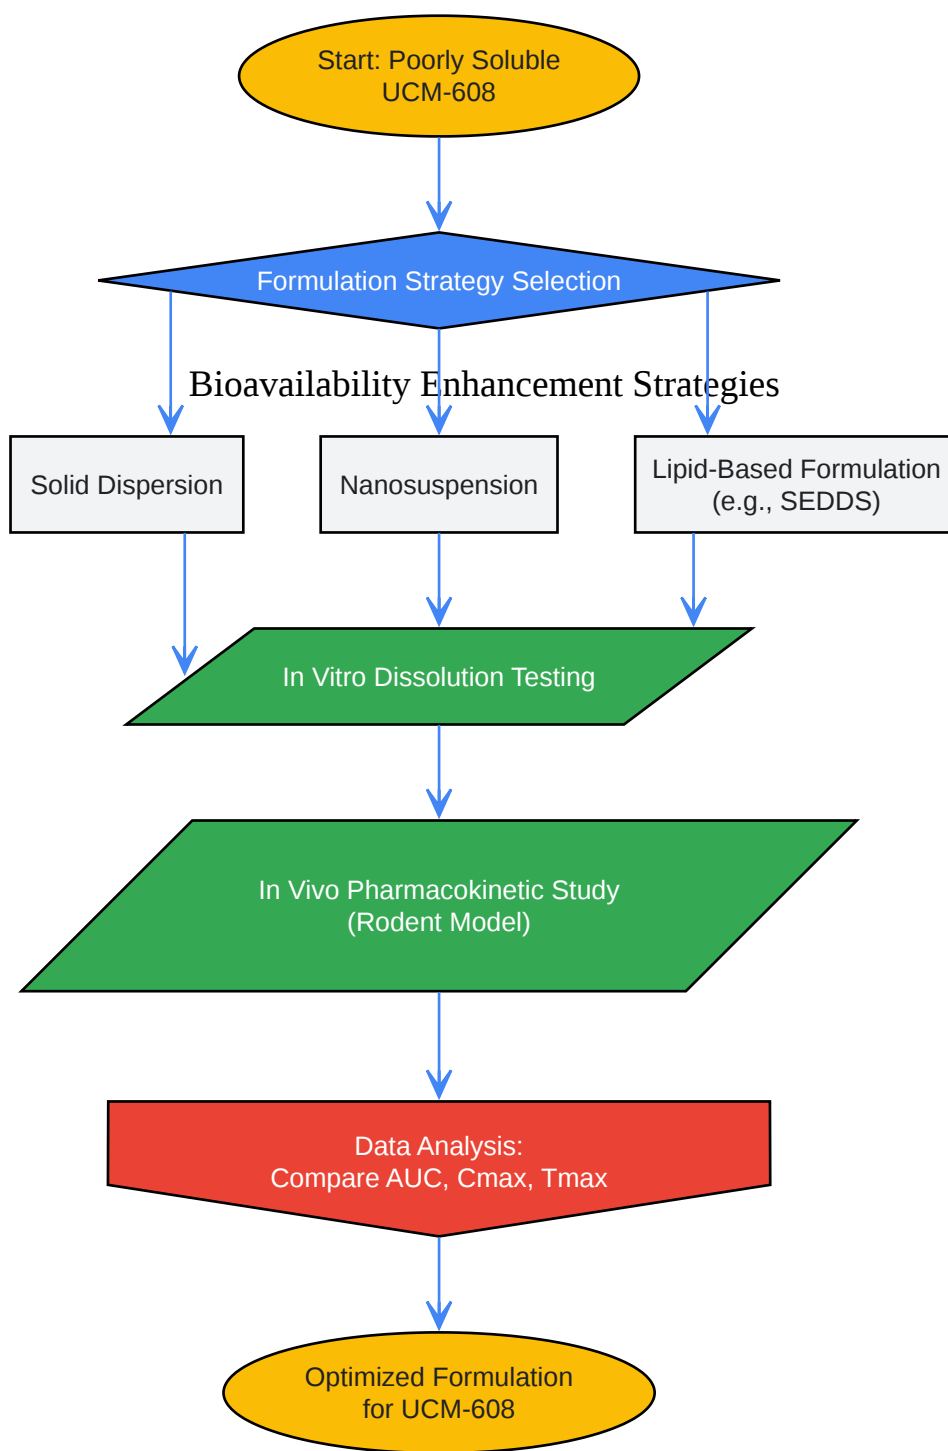 Start: Poorly Soluble
UCM-608
Formulation Strategy Selection
Bioavailability Enhancement Strategies
Solid Dispersion
Nanosuspension
Lipid-Based Formulation
(e.g., SEDDS)
In Vitro Dissolution Testing
In Vivo Pharmacokinetic Study
(Rodent Model)
Data Analysis:
Compare AUC, Cmax, Tmax
Optimized Formulation
for UCM-608